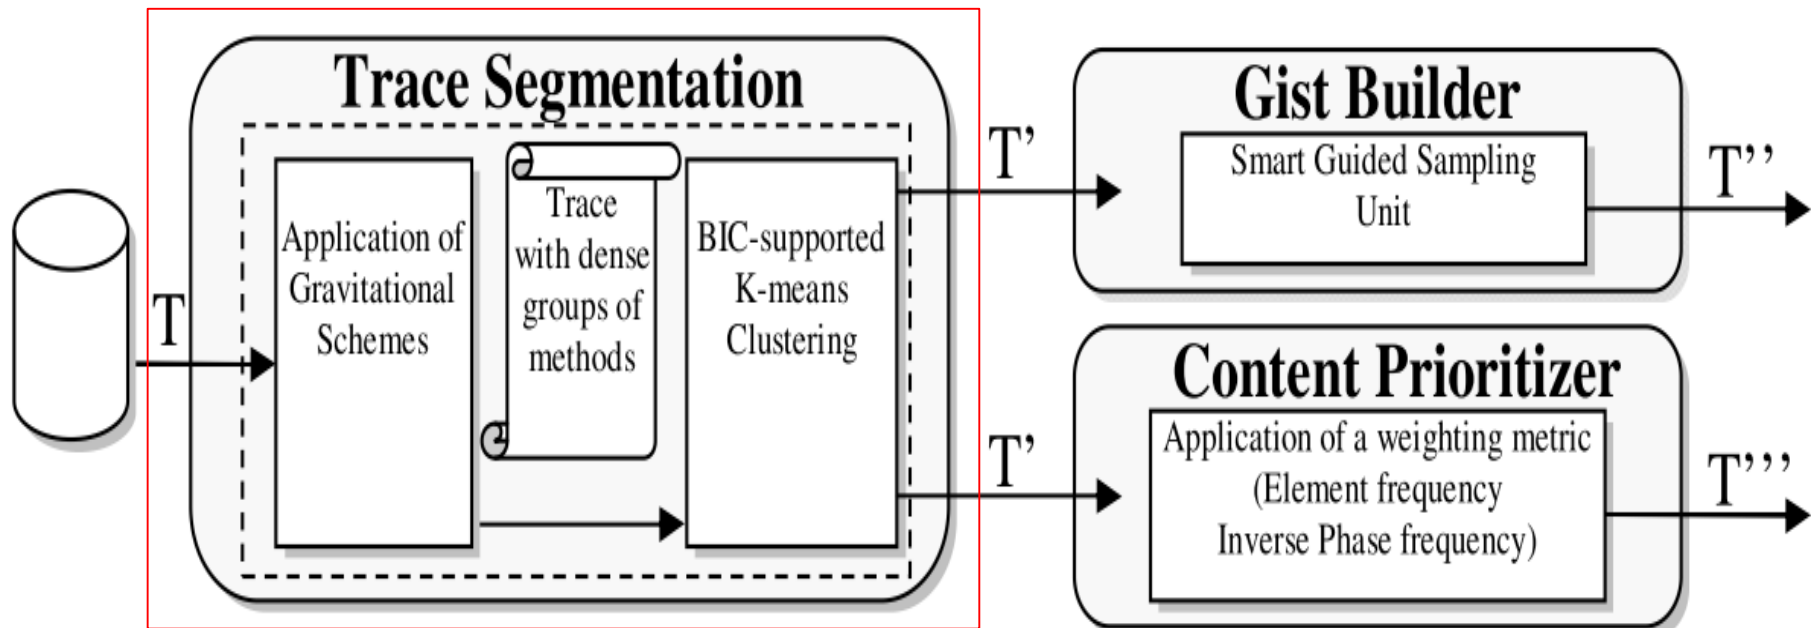 Trace Segmentation
T
Application of
Gravitational
Schemes
Trace
with dense
groups of
methods
BIC-supported
K-means
Clustering
T’
T’
Gist Builder
Smart Guided Sampling
Unit
T’’
Content Prioritizer
Application of a weighting metric
(Element frequency
Inverse Phase frequency)
T’’’